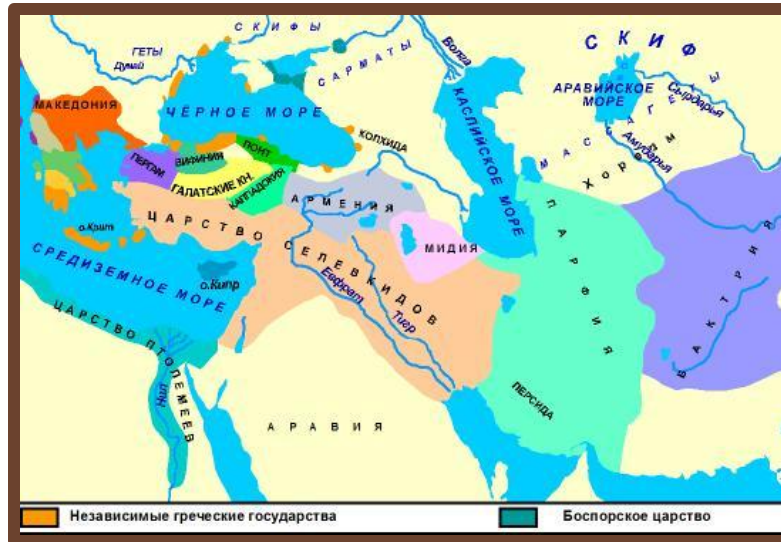 СКИФЫ
ГЕТЫ
Дунай
САРМАТЫ
Волга
СКИФ
АРАВИЙСКОЕ
МОРЕ
Сырдарья
МАССАГЕТЫ
Амударья
Хорезм
МАКЕДОНИЯ
ЧЁРНОЕ МОРЕ
КАСПИЙСКОЕ МОРЕ
КОЛХИДА
ПЕРГАМ
ВИФИНИЯ
ПОНТ
ГАЛАТСКИЕ КН.
КАППАДОКИЯ
АРМЕНИЯ
МИДИЯ
ПАРФИЯ
БАКТРИЯ
о.Крит
ЦАРСТВО СЕЛЕВКИДОВ
СРЕДИЗЕМНОЕ МОРЕ
о.Кипр
Евфрат
Тигр
ЦАРСТВО ПТОЛЕМЕЕВ
Нил
ПЕРСИДА
АРАВИЯ
Независимые греческие государства
Боспорское царство